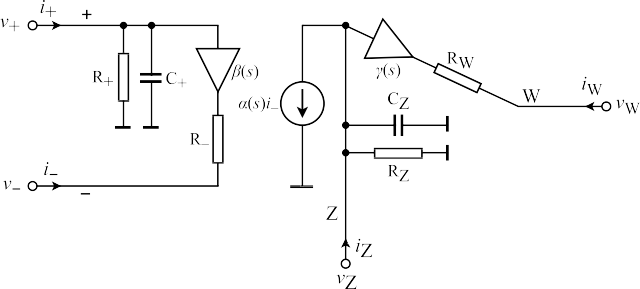 i+
v+
+
R+
C+
β(s)
α(s)i−
γ(s)
RW
W
iW
vW
CZ
R−
RZ
i−
v−
−
Z
iZ
vZ